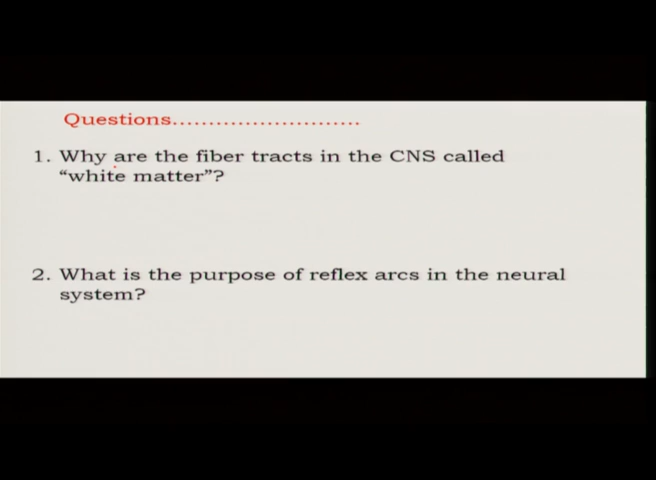 Questions..........................
1. Why are the fiber tracts in the CNS called
“white matter”?
2. What is the purpose of reflex arcs in the neural
system?